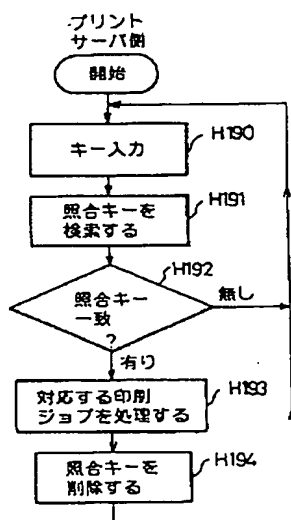 プリント
サーバ側
開始
キー入力
H190
照合キーを
検索する
H191
照合キー
一致
?
H192
無し
有り
対応する印刷
ジョブを処理する
H193
照合キーを
削除する
H194